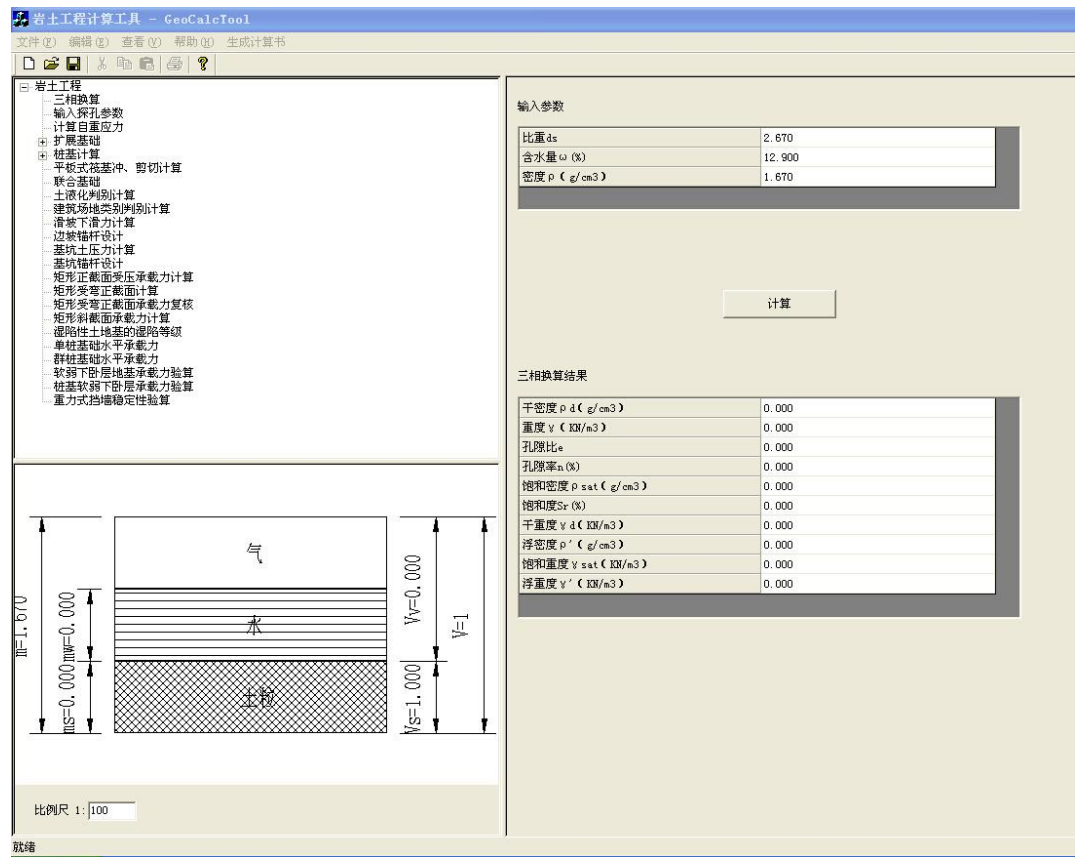 岩土工程计算工具 - GeoCalcTool
文件(F) 编辑(E) 查看(V) 帮助(H) 生成计算书
岩土工程
三相换算
输入探孔参数
计算自重应力
扩展基础
桩基计算
平板式筏基冲、剪切计算
联合基础
土液化判别计算
建筑场地类别判别计算
滑坡下滑力计算
边坡锚杆设计
基坑土压力计算
基坑锚杆设计
矩形正截面受压承载力计算
矩形受弯正截面计算
矩形受弯正截面承载力复核
矩形斜截面承载力计算
湿陷性土地基的湿陷等级
单桩基础水平承载力
群桩基础水平承载力
软弱下卧层地基承载力验算
桩基软弱下卧层承载力验算
重力式挡墙稳定性验算
气
水
土粒
m=1.670
mw=0.000
ms=0.000
Vv=0.000
Vs=1.000
V=1
比例尺 1: 100
输入参数
比重ds 2.670
含水量ω(%) 12.900
密度ρ( g/cm3) 1.670
计算
三相换算结果
干密度ρd( g/cm3) 0.000
重度γ( KN/m3) 0.000
孔隙比e 0.000
孔隙率n(%) 0.000
饱和密度ρsat( g/cm3) 0.000
饱和度Sr(%) 0.000
干重度γd( KN/m3) 0.000
浮密度ρ′( g/cm3) 0.000
饱和重度γsat( KN/m3) 0.000
浮重度γ′( KN/m3) 0.000
就绪